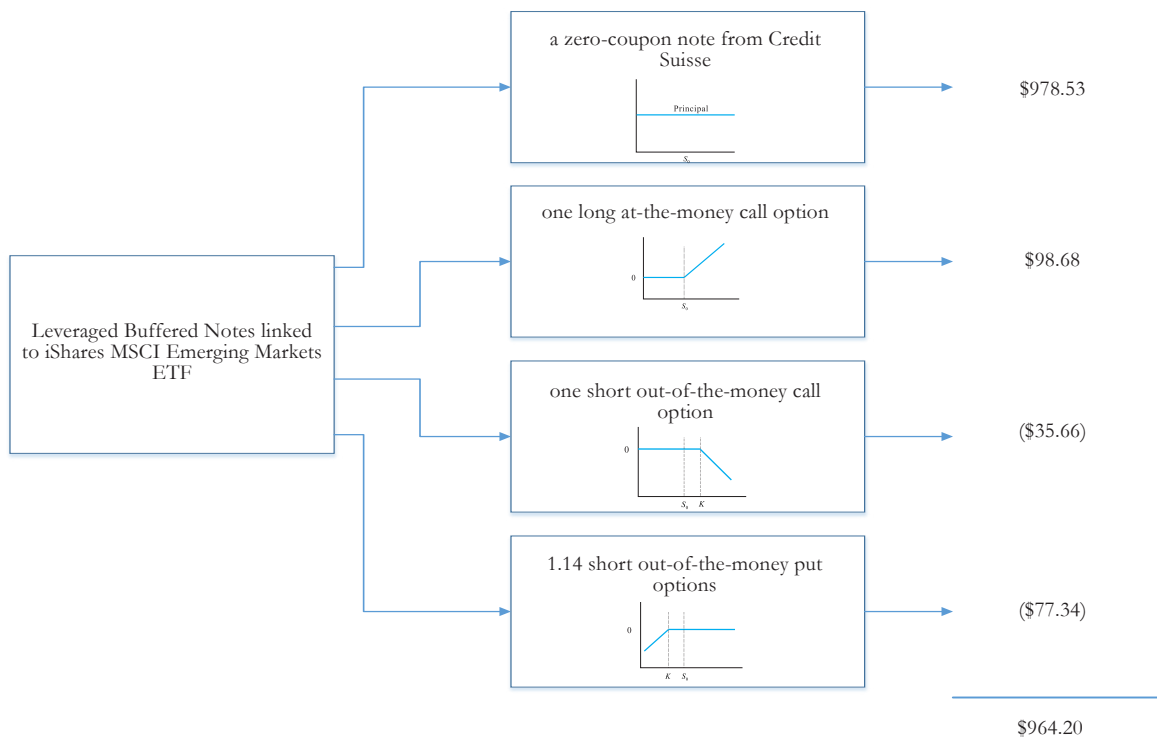 a zero-coupon note from Credit
Suisse
Principal
S₀
$978.53
one long at-the-money call option
0
S₀
$98.68
Leveraged Buffered Notes linked
to iShares MSCI Emerging Markets
ETF
one short out-of-the-money call
option
0
S₀ K
($35.66)
1.14 short out-of-the-money put
options
0
K S₀
($77.34)
$964.20